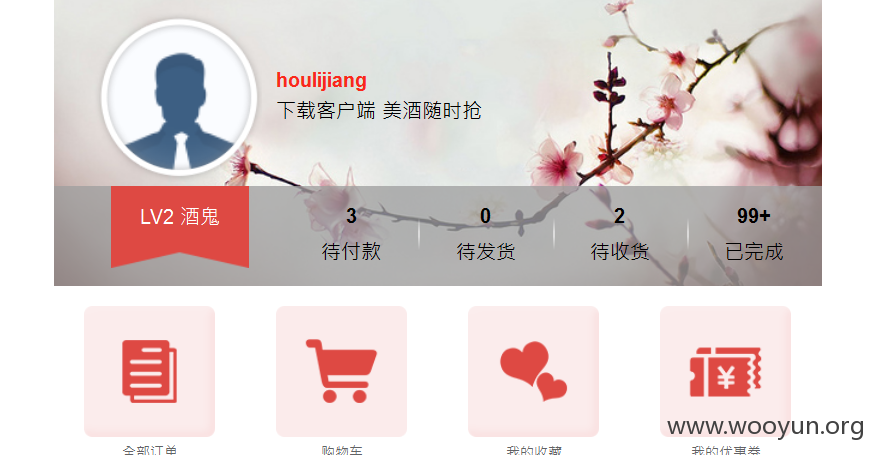 houlijiang
下载客户端 美酒随时抢
LV2 酒鬼
3 0 2 99+
待付款 待发货 待收货 已完成
¥
www.wooyun.org
全部订单 购物车 我的收藏 我的优惠券